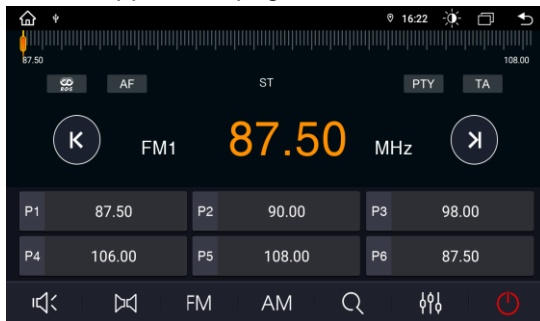 16:22
87.50
108.00
RDS AF ST PTY TA
FM1 87.50 MHz
P1 87.50 P2 90.00 P3 98.00
P4 106.00 P5 108.00 P6 87.50
FM AM